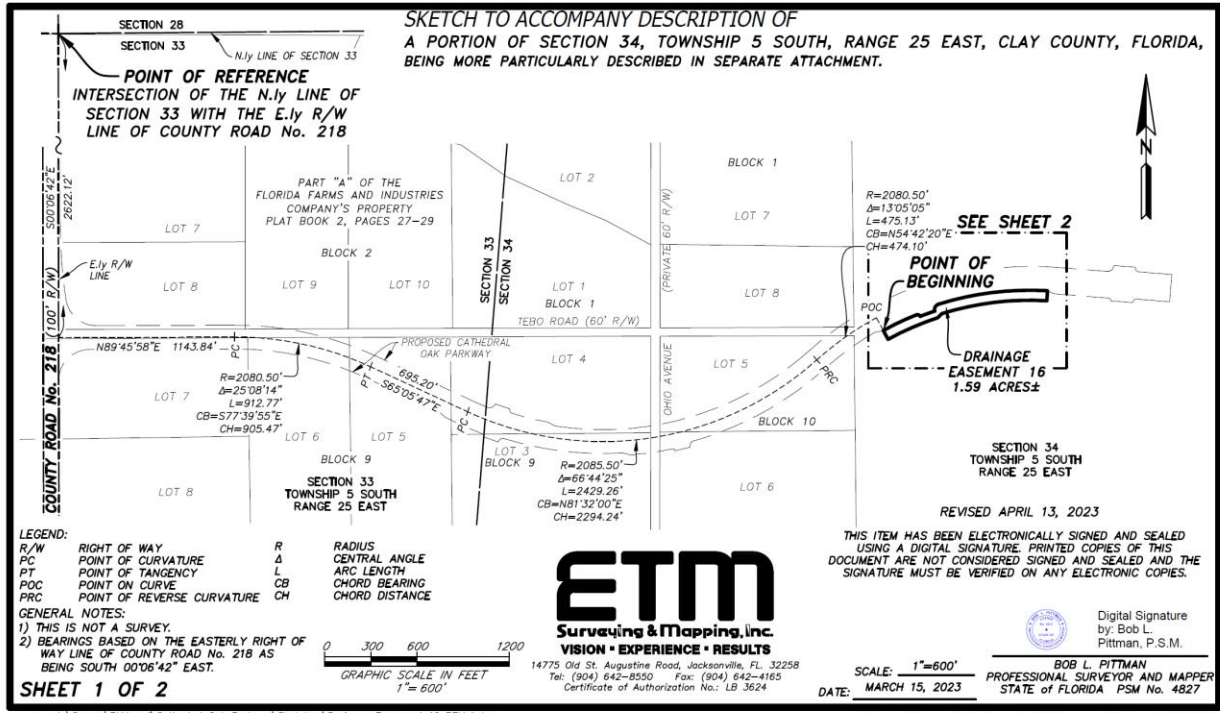 SKETCH TO ACCOMPANY DESCRIPTION OF
A PORTION OF SECTION 34, TOWNSHIP 5 SOUTH, RANGE 25 EAST, CLAY COUNTY, FLORIDA,
BEING MORE PARTICULARLY DESCRIBED IN SEPARATE ATTACHMENT.
SECTION 28
SECTION 33
N.ly LINE OF SECTION 33
POINT OF REFERENCE
INTERSECTION OF THE N.ly LINE OF
SECTION 33 WITH THE E.ly R/W
LINE OF COUNTY ROAD No. 218
S00°06'42"E
2622.12'
E.ly R/W
LINE
COUNTY ROAD No. 218 (100' R/W)
PART "A" OF THE
FLORIDA FARMS AND INDUSTRIES
COMPANY'S PROPERTY
PLAT BOOK 2, PAGES 27-29
LOT 7
BLOCK 2
LOT 8
LOT 9
LOT 10
SECTION 33
SECTION 34
LOT 2
BLOCK 1
LOT 7
LOT 1
BLOCK 1
LOT 8
TEBO ROAD (60' R/W)
(PRIVATE 60' R/W)
OHIO AVENUE
R=2080.50'
Δ=13°05'05"
L=475.13'
CB=N54°42'20"E
CH=474.10'
SEE SHEET 2
POINT OF
BEGINNING
POC
DRAINAGE
EASEMENT 16
1.59 ACRES±
N
N89°45'58"E 1143.84'
PC
PROPOSED CATHEDRAL
OAK PARKWAY
R=2080.50'
Δ=25°08'14"
L=912.77'
CB=S77°39'55"E
CH=905.47'
PT
695.20'
S65°05'47"E
PC
LOT 4
LOT 5
PRC
LOT 7
LOT 6
LOT 5
LOT 3
BLOCK 9
BLOCK 10
BLOCK 9
LOT 8
SECTION 33
TOWNSHIP 5 SOUTH
RANGE 25 EAST
R=2085.50'
Δ=66°44'25"
L=2429.26'
CB=N81°32'00"E
CH=2294.24'
LOT 6
SECTION 34
TOWNSHIP 5 SOUTH
RANGE 25 EAST
REVISED APRIL 13, 2023
THIS ITEM HAS BEEN ELECTRONICALLY SIGNED AND SEALED
USING A DIGITAL SIGNATURE. PRINTED COPIES OF THIS
DOCUMENT ARE NOT CONSIDERED SIGNED AND SEALED AND THE
SIGNATURE MUST BE VERIFIED ON ANY ELECTRONIC COPIES.
LEGEND:
R/W RIGHT OF WAY R RADIUS
PC POINT OF CURVATURE Δ CENTRAL ANGLE
PT POINT OF TANGENCY L ARC LENGTH
POC POINT ON CURVE CB CHORD BEARING
PRC POINT OF REVERSE CURVATURE CH CHORD DISTANCE
GENERAL NOTES:
1) THIS IS NOT A SURVEY.
2) BEARINGS BASED ON THE EASTERLY RIGHT OF
WAY LINE OF COUNTY ROAD No. 218 AS
BEING SOUTH 00°06'42" EAST.
SHEET 1 OF 2
0 300 600 1200
GRAPHIC SCALE IN FEET
1"= 600'
ETM
Surveying & Mapping, Inc.
VISION • EXPERIENCE • RESULTS
14775 Old St. Augustine Road, Jacksonville, FL. 32258
Tel: (904) 642-8550 Fax: (904) 642-4165
Certificate of Authorization No.: LB 3624
Digital Signature
by: Bob L.
Pittman, P.S.M.
SCALE: 1"=600'
DATE: MARCH 15, 2023
BOB L. PITTMAN
PROFESSIONAL SURVEYOR AND MAPPER
STATE of FLORIDA PSM No. 4827